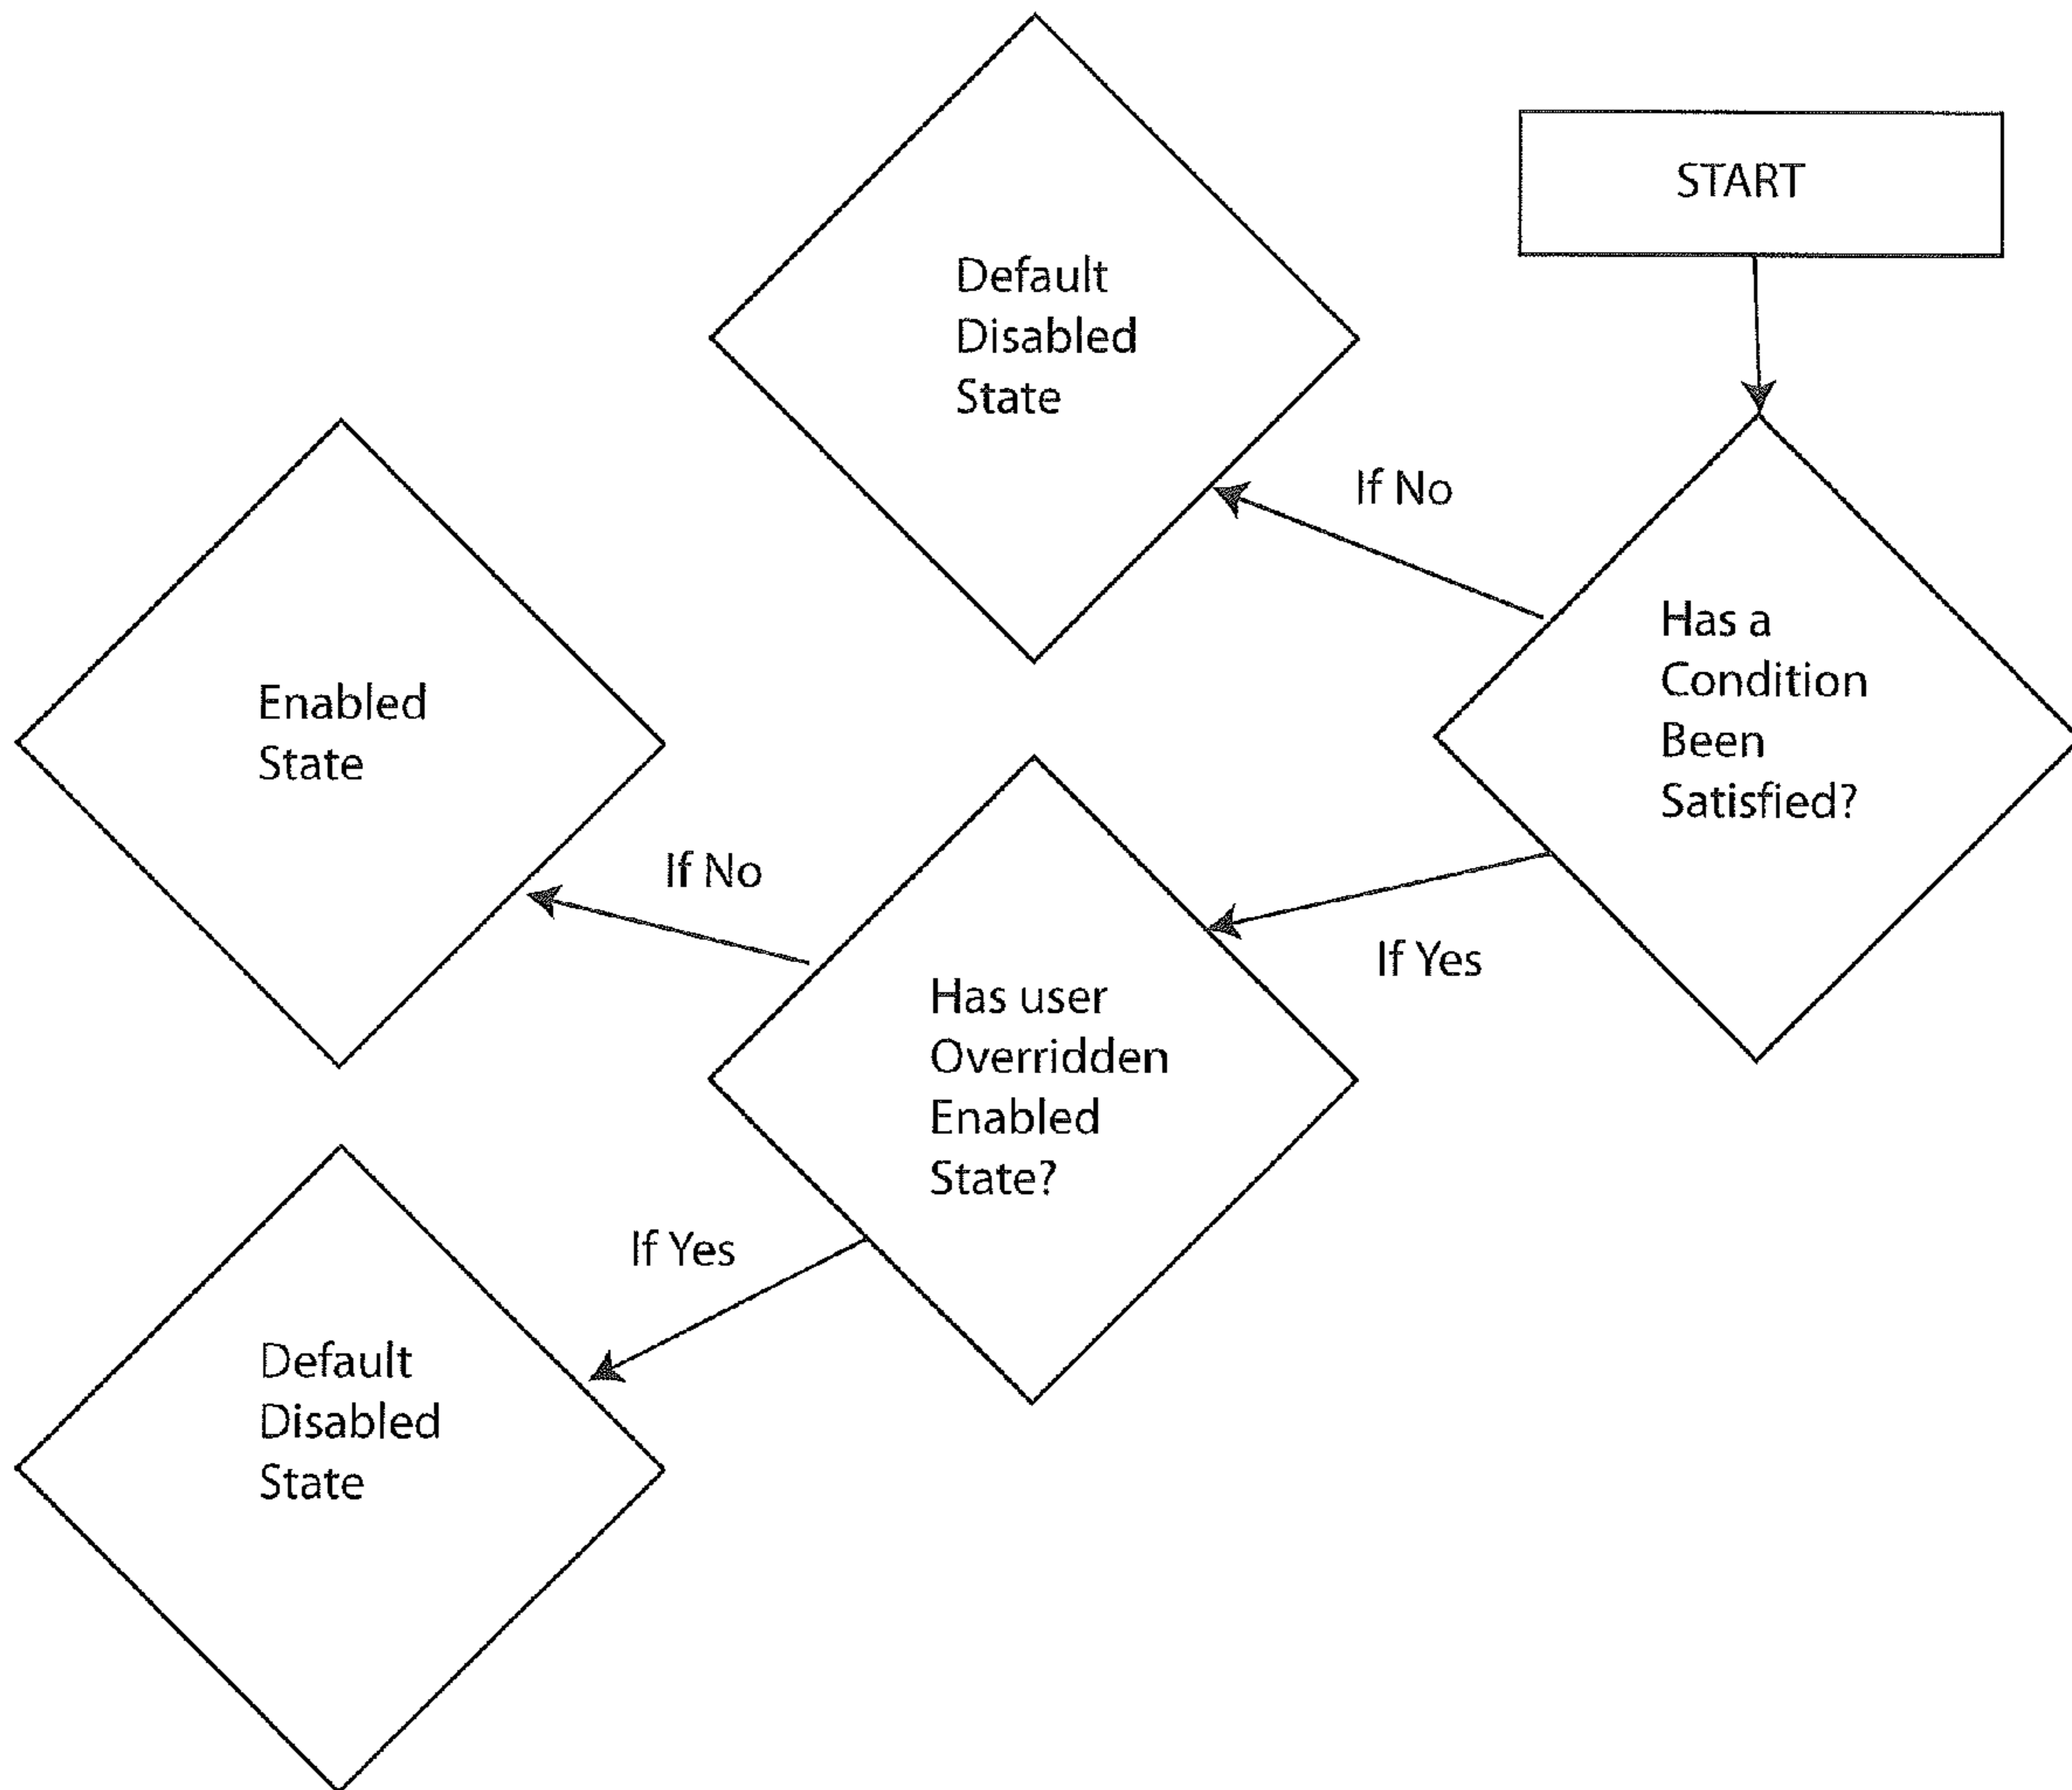 START
Has a
Condition
Been
Satisfied?
If No
Default
Disabled
State
If Yes
Has user
Overridden
Enabled
State?
If No
Enabled
State
If Yes
Default
Disabled
State